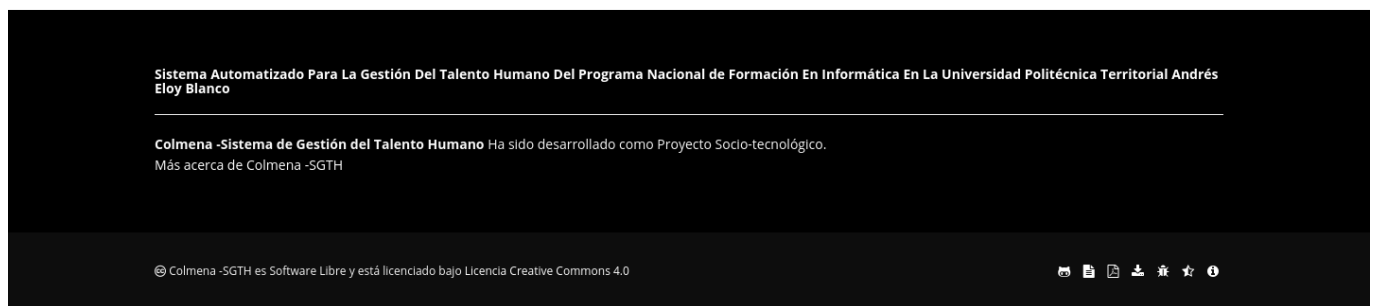 Sistema Automatizado Para La Gestión Del Talento Humano Del Programa Nacional de Formación En Informática En La Universidad Politécnica Territorial Andrés
Eloy Blanco
Colmena -Sistema de Gestión del Talento Humano Ha sido desarrollado como Proyecto Socio-tecnológico.
Más acerca de Colmena -SGTH
Colmena -SGTH es Software Libre y está licenciado bajo Licencia Creative Commons 4.0